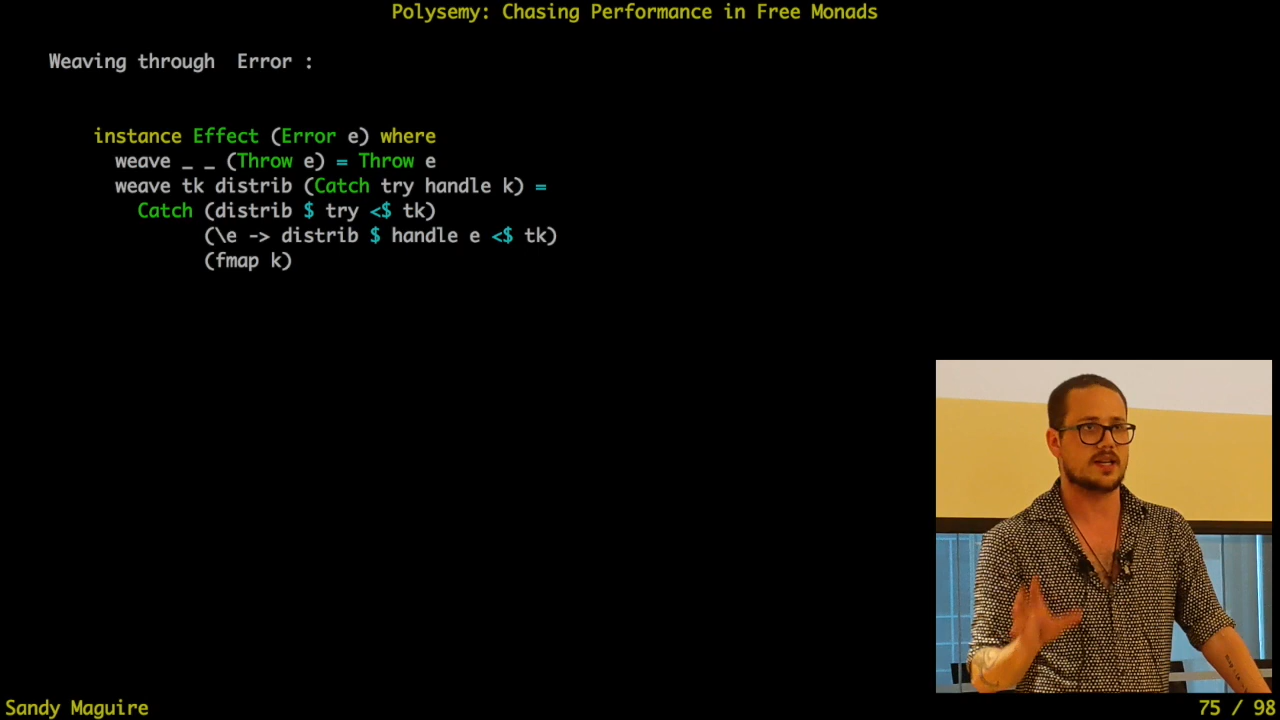 Polysemy: Chasing Performance in Free Monads
Weaving through  Error :
instance Effect (Error e) where
  weave _ _ (Throw e) = Throw e
  weave tk distrib (Catch try handle k) =
    Catch (distrib $ try <$ tk)
          (\e -> distrib $ handle e <$ tk)
          (fmap k)
Sandy Maguire
75 / 98